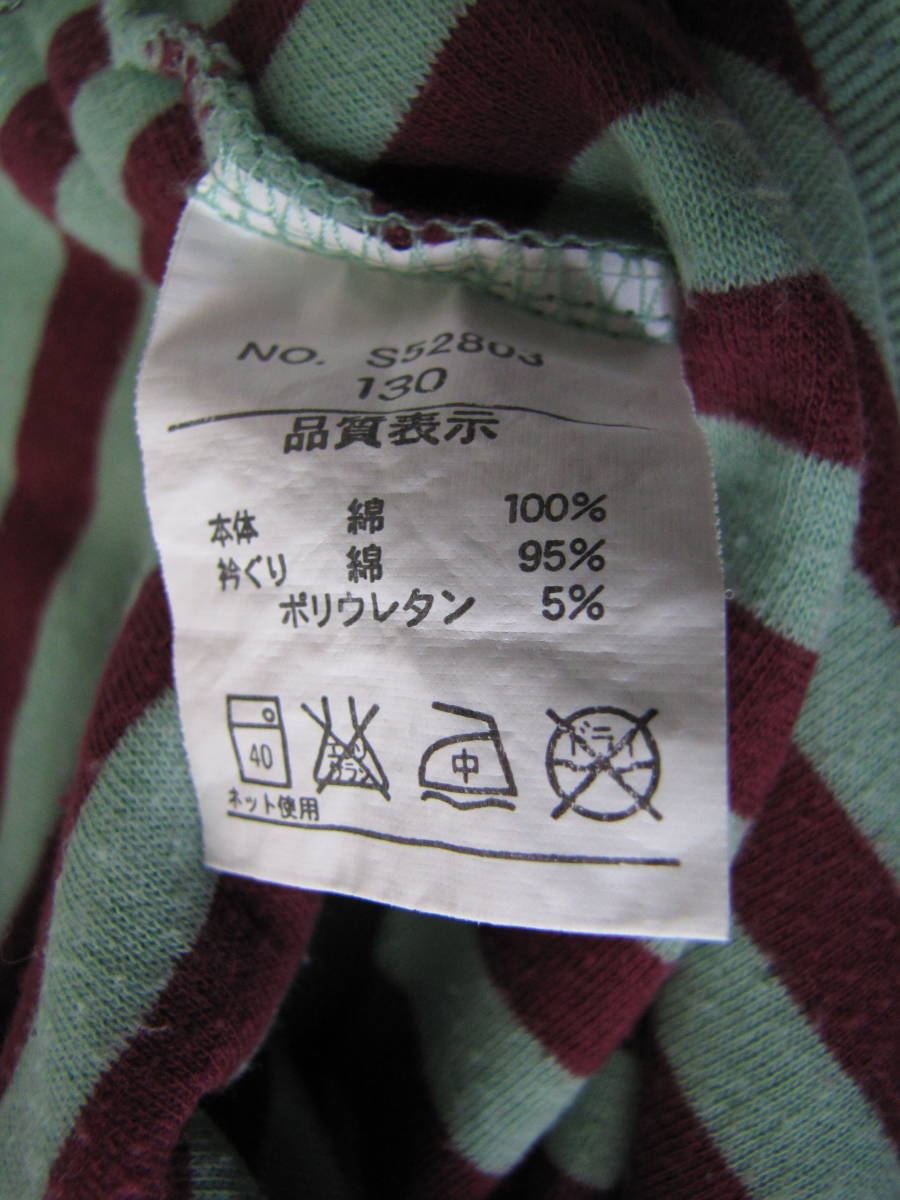 NO. S52803
130
品質表示
本体 綿 100%
衿ぐり 綿 95%
ポリウレタン 5%
40 中 ドライ
ネット使用